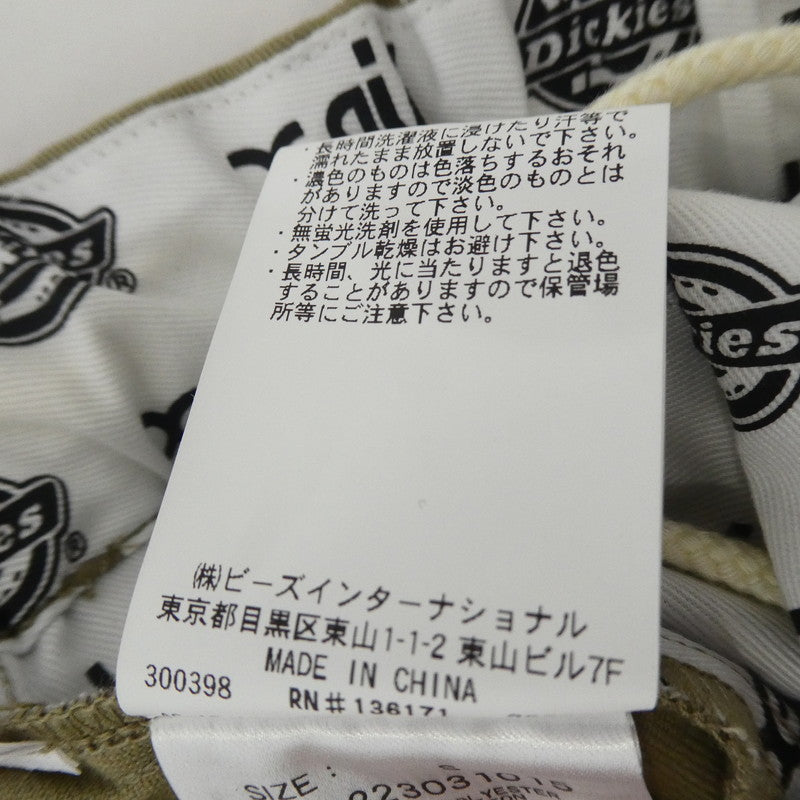 Dickies
・長時間洗濯液に浸けたり汗等で
濡れたまま放置しないで下さい。
・濃色のものは色落ちするおそれ
がありますので淡色のものとは
分けて洗って下さい。
・無蛍光洗剤を使用して下さい。
・タンブル乾燥はお避け下さい。
・長時間、光に当たりますと退色
することがありますので保管場
所等にご注意下さい。
(株)ビーズインターナショナル
東京都目黒区東山1-1-2 東山ビル7F
MADE IN CHINA
300398
RN# 136171
SIZE : S